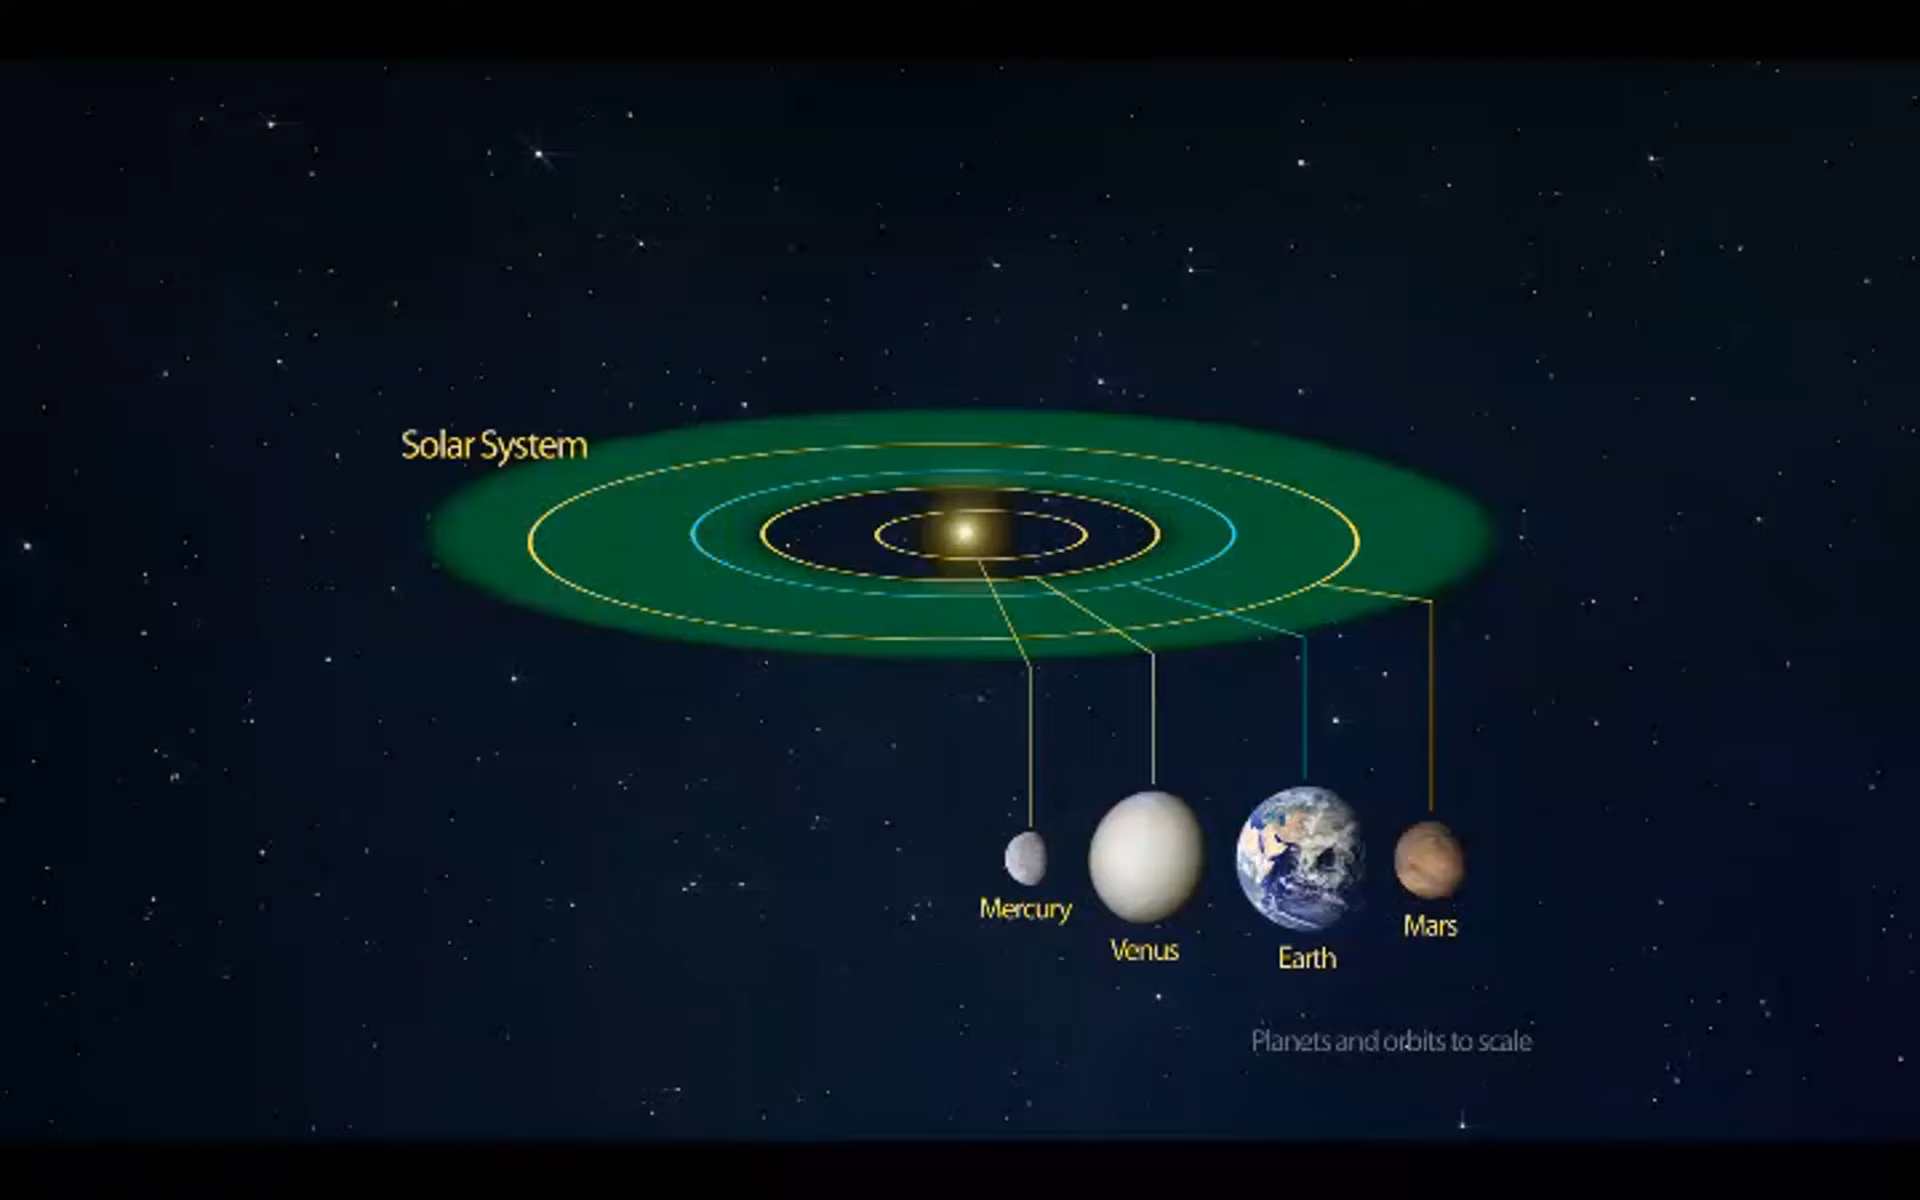 Solar System
Mercury
Venus
Earth
Mars
Planets and orbits to scale